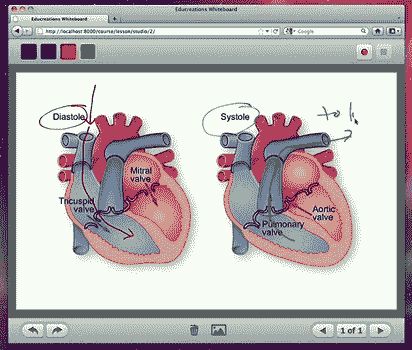 Educreations Whiteboard
Educreations Whiteboard
http://localhost:8000/course/lesson/studio/2/
Google
Diastole
Systole
to
Mitral
valve
Tricuspid
valve
Aortic
valve
Pulmonary
valve
1 of 1